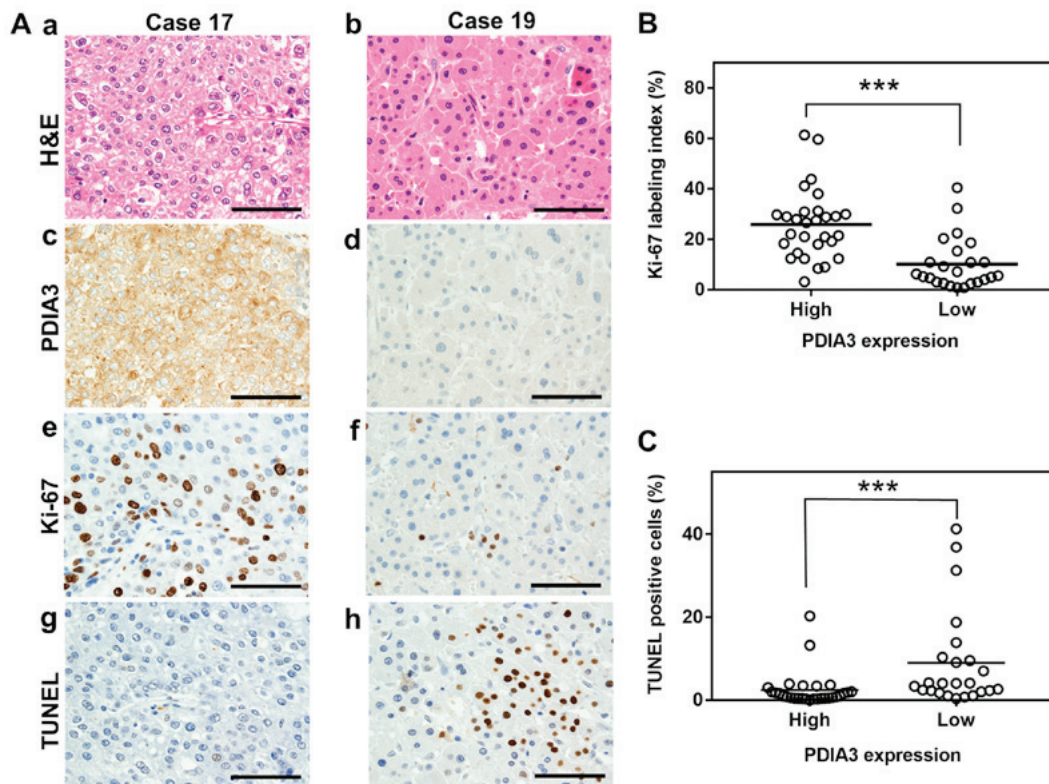 A
Case 17
Case 19
a
b
H&E
c
d
PDIA3
e
f
Ki-67
g
h
TUNEL
B
Ki-67 labeling index (%)
80
60
40
20
0
***
High
Low
PDIA3 expression
C
TUNEL positive cells (%)
40
20
0
***
High
Low
PDIA3 expression